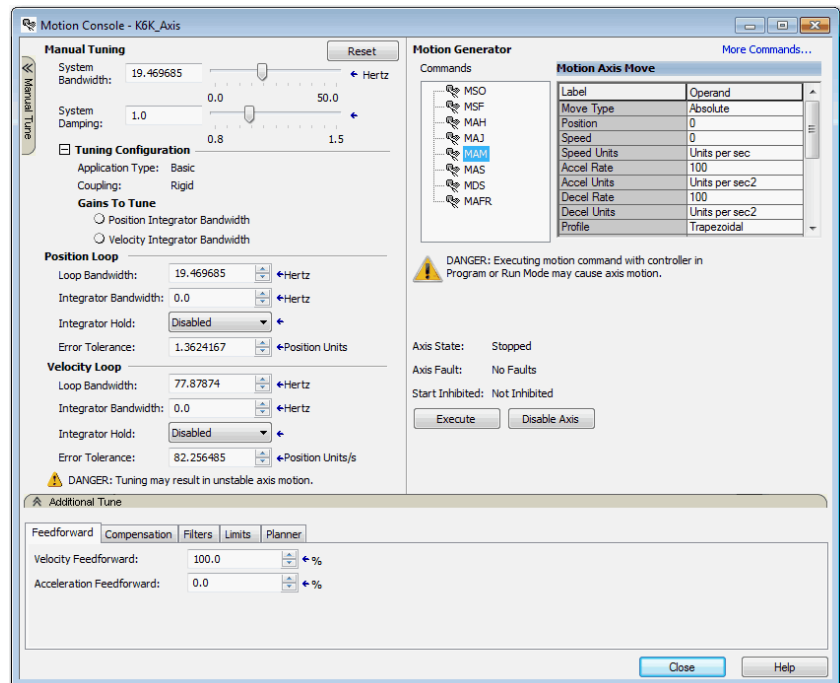 Motion Console - K6K_Axis
Manual Tune
Manual Tuning
Reset
System Bandwidth:
19.469685
Hertz
0.0 50.0
System Damping:
1.0
0.8 1.5
Tuning Configuration
Application Type: Basic
Coupling: Rigid
Gains To Tune
Position Integrator Bandwidth
Velocity Integrator Bandwidth
Position Loop
Loop Bandwidth: 19.469685 Hertz
Integrator Bandwidth: 0.0 Hertz
Integrator Hold: Disabled
Error Tolerance: 1.3624167 Position Units
Velocity Loop
Loop Bandwidth: 77.87874 Hertz
Integrator Bandwidth: 0.0 Hertz
Integrator Hold: Disabled
Error Tolerance: 82.256485 Position Units/s
DANGER: Tuning may result in unstable axis motion.
Motion Generator
More Commands...
Commands
MSO
MSF
MAH
MAJ
MAM
MAS
MDS
MAFR
Motion Axis Move
Label Operand
Move Type Absolute
Position 0
Speed 0
Speed Units Units per sec
Accel Rate 100
Accel Units Units per sec2
Decel Rate 100
Decel Units Units per sec2
Profile Trapezoidal
DANGER: Executing motion command with controller in
Program or Run Mode may cause axis motion.
Axis State: Stopped
Axis Fault: No Faults
Start Inhibited: Not Inhibited
Execute Disable Axis
Additional Tune
Feedforward Compensation Filters Limits Planner
Velocity Feedforward: 100.0 %
Acceleration Feedforward: 0.0 %
Close Help